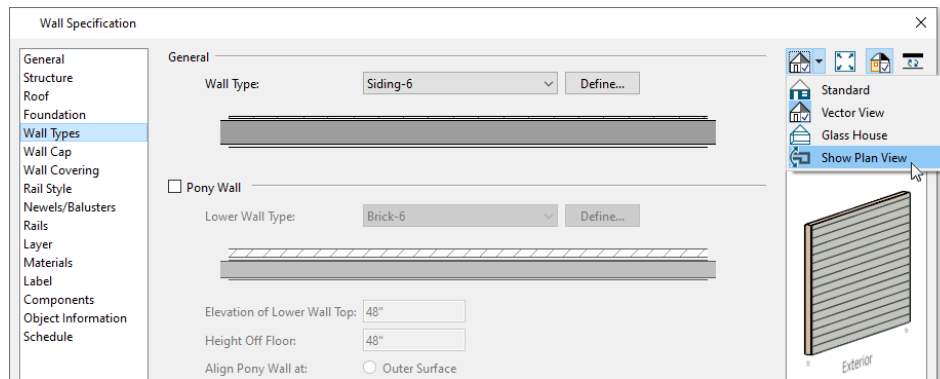 Wall Specification
General
Structure
Roof
Foundation
Wall Types
Wall Cap
Wall Covering
Rail Style
Newels/Balusters
Rails
Layer
Materials
Label
Components
Object Information
Schedule
General
Wall Type: Siding-6 Define...
Pony Wall
Lower Wall Type: Brick-6 Define...
Elevation of Lower Wall Top: 48"
Height Off Floor: 48"
Align Pony Wall at: Outer Surface
Standard
Vector View
Glass House
Show Plan View
Exterior